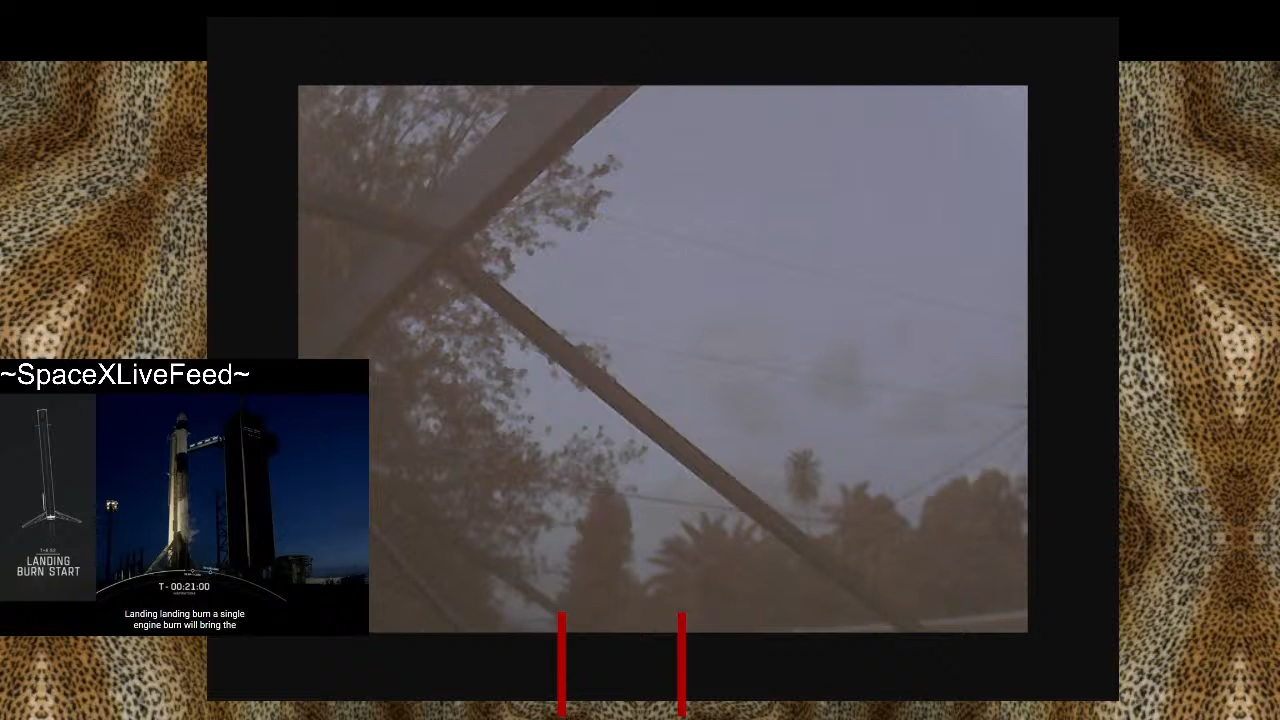 ~SpaceXLiveFeed~
LANDING
BURN START
T - 00:21:00
Landing landing burn a single
engine burn will bring the